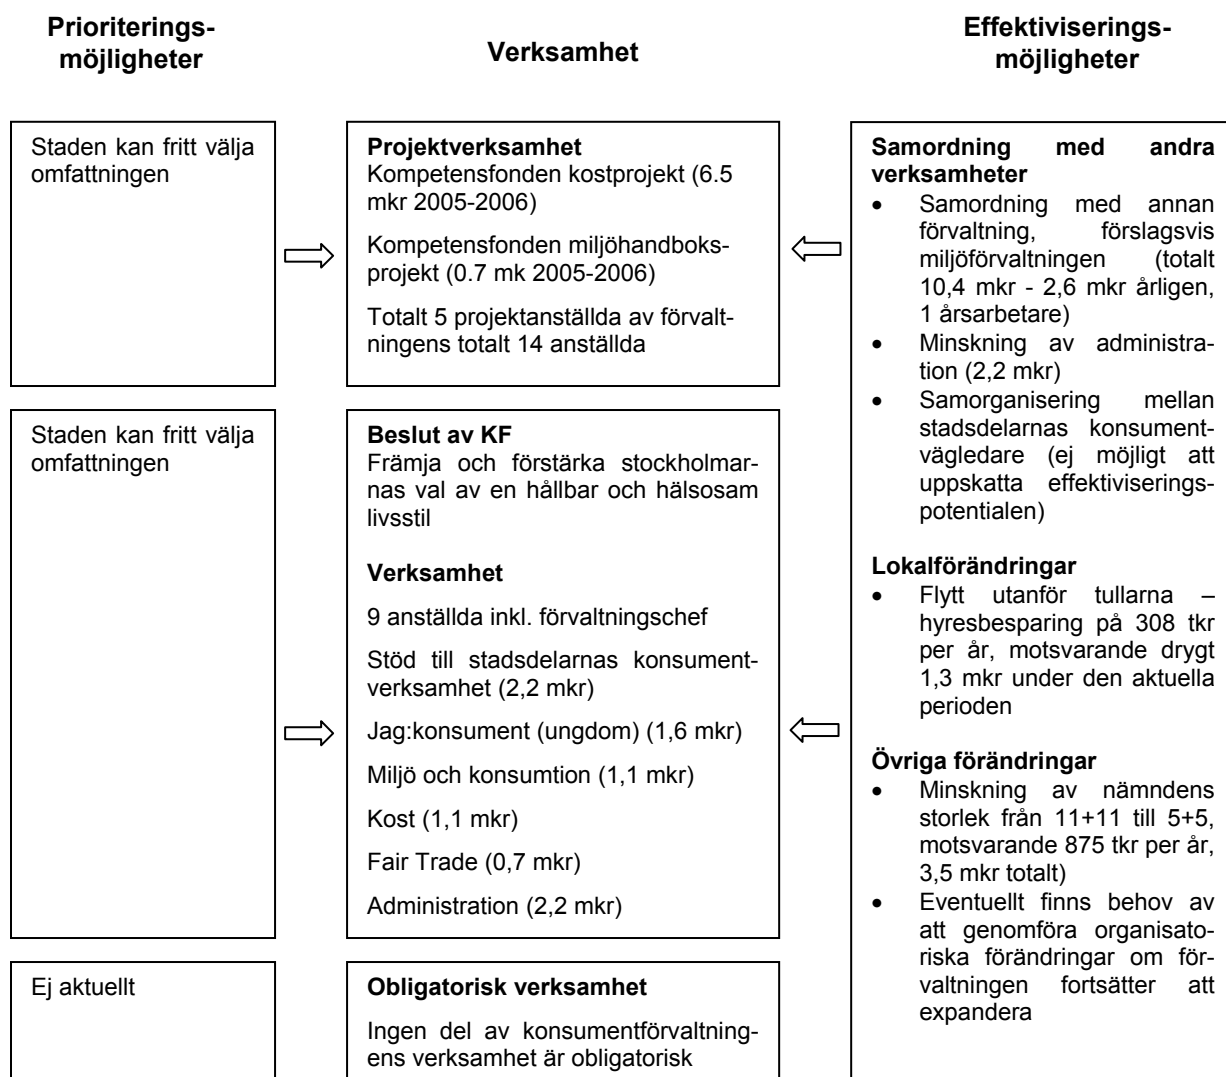 Prioriterings-
möjligheter
Verksamhet
Effektiviserings-
möjligheter
Staden kan fritt välja
omfattningen
Projektverksamhet
Kompetensfonden kostprojekt (6.5
mkr 2005-2006)
Kompetensfonden miljöhandboks-
projekt (0.7 mk 2005-2006)
Totalt 5 projektanställda av förvalt-
ningens totalt 14 anställda
Staden kan fritt välja
omfattningen
Beslut av KF
Främja och förstärka stockholmar-
nas val av en hållbar och hälsosam
livsstil
Verksamhet
9 anställda inkl. förvaltningschef
Stöd till stadsdelarnas konsument-
verksamhet (2,2 mkr)
Jag:konsument (ungdom) (1,6 mkr)
Miljö och konsumtion (1,1 mkr)
Kost (1,1 mkr)
Fair Trade (0,7 mkr)
Administration (2,2 mkr)
Ej aktuellt
Obligatorisk verksamhet
Ingen del av konsumentförvaltning-
ens verksamhet är obligatorisk
Samordning med andra
verksamheter
• Samordning med annan
förvaltning, förslagsvis
miljöförvaltningen (totalt
10,4 mkr - 2,6 mkr årligen,
1 årsarbetare)
• Minskning av administra-
tion (2,2 mkr)
• Samorganisering mellan
stadsdelarnas konsument-
vägledare (ej möjligt att
uppskatta effektiviserings-
potentialen)
Lokalförändringar
• Flytt utanför tullarna –
hyresbesparing på 308 tkr
per år, motsvarande drygt
1,3 mkr under den aktuella
perioden
Övriga förändringar
• Minskning av nämndens
storlek från 11+11 till 5+5,
motsvarande 875 tkr per år,
3,5 mkr totalt)
• Eventuellt finns behov av
att genomföra organisato-
riska förändringar om för-
valtningen fortsätter att
expandera